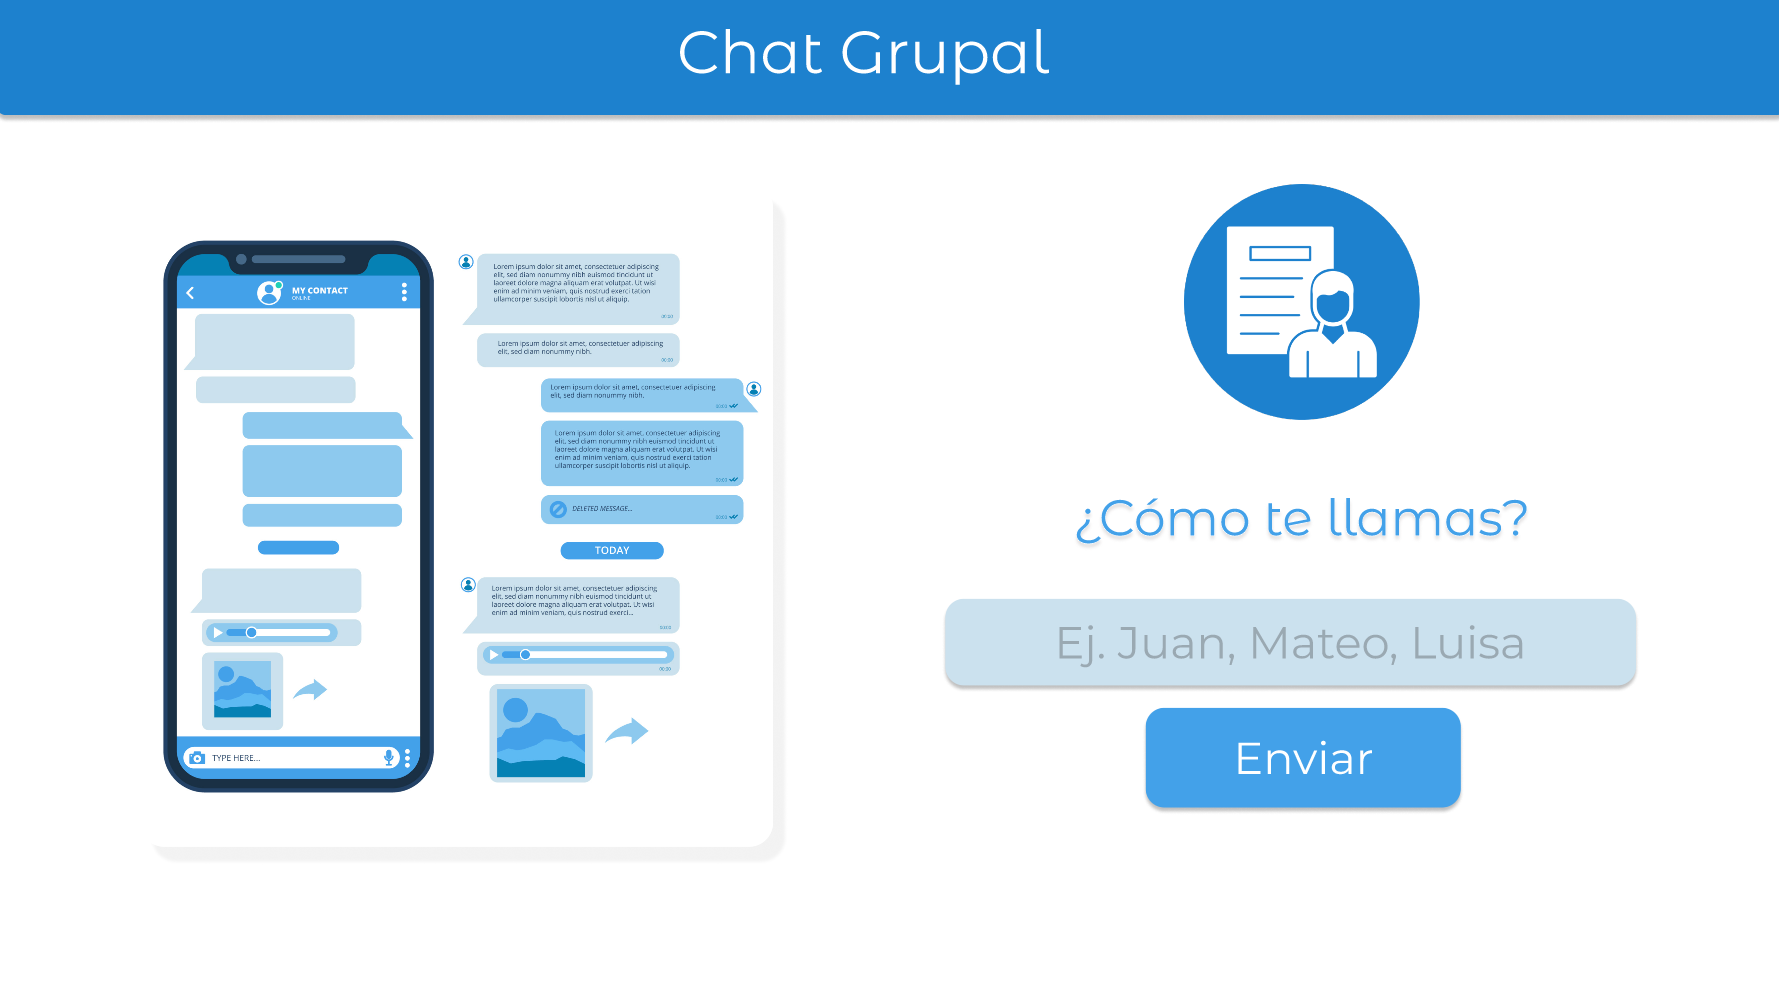 Chat Grupal
MY CONTACT
ONLINE
TYPE HERE...
Lorem ipsum dolor sit amet, consectetuer adipiscing
elit, sed diam nonummy nibh euismod tincidunt ut
laoreet dolore magna aliquam erat volutpat. Ut wisi
enim ad minim veniam, quis nostrud exerci tation
ullamcorper suscipit lobortis nisl ut aliquip.
00:00
Lorem ipsum dolor sit amet, consectetuer adipiscing
elit, sed diam nonummy nibh.
00:00
Lorem ipsum dolor sit amet, consectetuer adipiscing
elit, sed diam nonummy nibh.
00:00
Lorem ipsum dolor sit amet, consectetuer adipiscing
elit, sed diam nonummy nibh euismod tincidunt ut
laoreet dolore magna aliquam erat volutpat. Ut wisi
enim ad minim veniam, quis nostrud exerci tation
ullamcorper suscipit lobortis nisl ut aliquip.
00:00
DELETED MESSAGE...
00:00
TODAY
Lorem ipsum dolor sit amet, consectetuer adipiscing
elit, sed diam nonummy nibh euismod tincidunt ut
laoreet dolore magna aliquam erat volutpat. Ut wisi
enim ad minim veniam, quis nostrud exerci...
00:00
00:00
¿Cómo te llamas?
Ej. Juan, Mateo, Luisa
Enviar